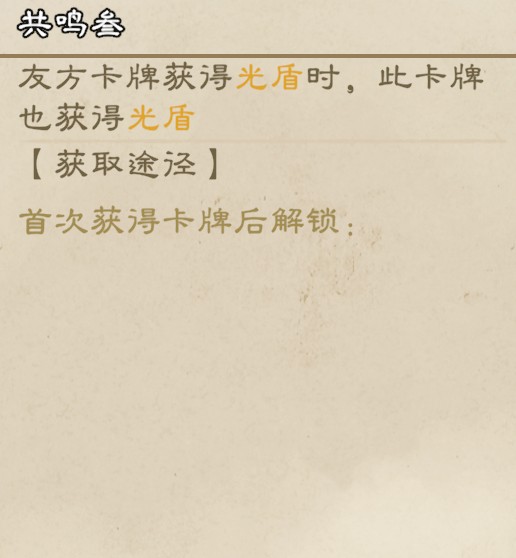 共鸣叁
友方卡牌获得光盾时，此卡牌
也获得光盾
【获取途径】
首次获得卡牌后解锁：